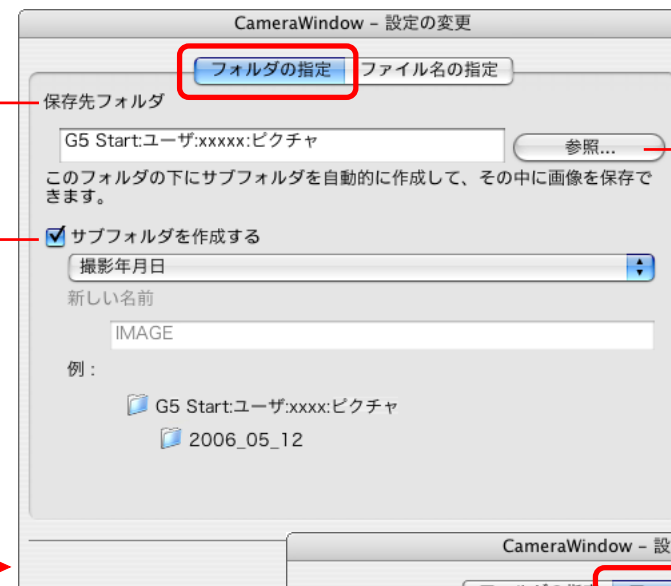 CameraWindow – 設定の変更
フォルダの指定 ファイル名の指定
保存先フォルダ
G5 Start:ユーザ:xxxxx:ピクチャ 参照...
このフォルダの下にサブフォルダを自動的に作成して、その中に画像を保存で
きます。
サブフォルダを作成する
撮影年月日
新しい名前
IMAGE
例 :
G5 Start:ユーザ:xxxx:ピクチャ
2006_05_12
CameraWindow – 設